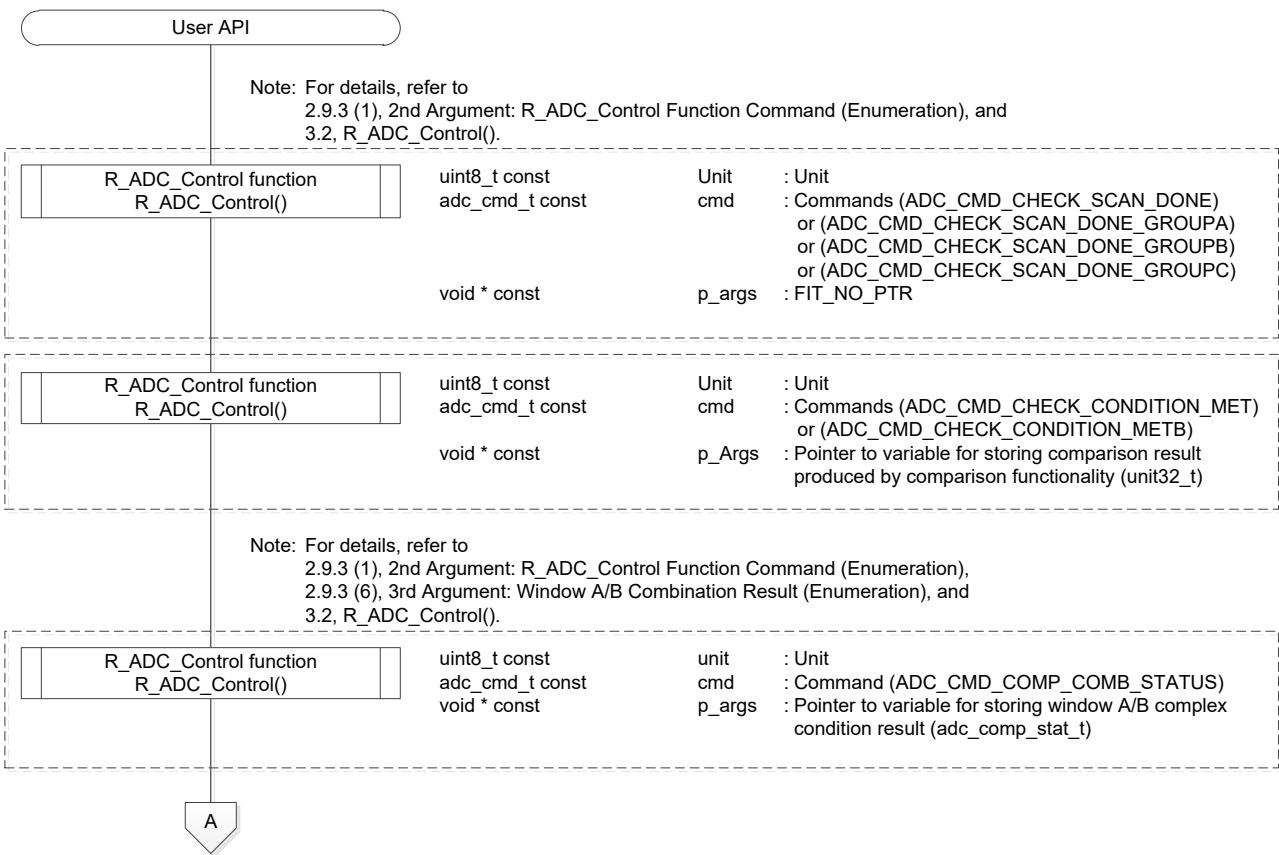 User API
Note: For details, refer to
2.9.3 (1), 2nd Argument: R_ADC_Control Function Command (Enumeration), and
3.2, R_ADC_Control().
R_ADC_Control function
R_ADC_Control()
uint8_t const Unit : Unit
adc_cmd_t const cmd : Commands (ADC_CMD_CHECK_SCAN_DONE)
or (ADC_CMD_CHECK_SCAN_DONE_GROUPA)
or (ADC_CMD_CHECK_SCAN_DONE_GROUPB)
or (ADC_CMD_CHECK_SCAN_DONE_GROUPC)
void * const p_args : FIT_NO_PTR
R_ADC_Control function
R_ADC_Control()
uint8_t const Unit : Unit
adc_cmd_t const cmd : Commands (ADC_CMD_CHECK_CONDITION_MET)
or (ADC_CMD_CHECK_CONDITION_METB)
void * const p_Args : Pointer to variable for storing comparison result
produced by comparison functionality (unit32_t)
Note: For details, refer to
2.9.3 (1), 2nd Argument: R_ADC_Control Function Command (Enumeration),
2.9.3 (6), 3rd Argument: Window A/B Combination Result (Enumeration), and
3.2, R_ADC_Control().
R_ADC_Control function
R_ADC_Control()
uint8_t const unit : Unit
adc_cmd_t const cmd : Command (ADC_CMD_COMP_COMB_STATUS)
void * const p_args : Pointer to variable for storing window A/B complex
condition result (adc_comp_stat_t)
A